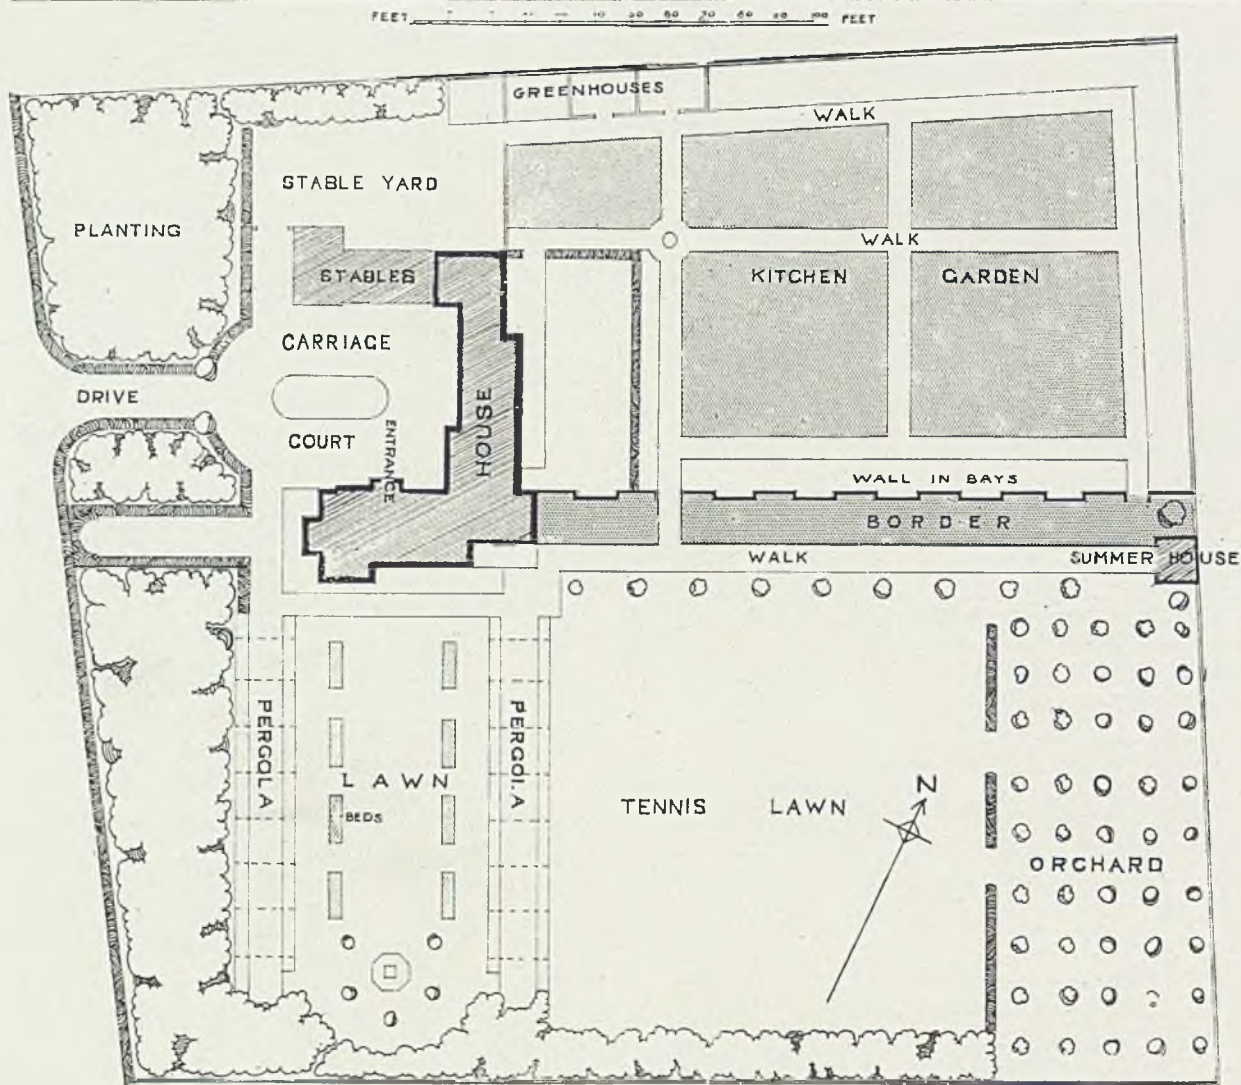 FEET 100 FEET
GREENHOUSES
WALK
STABLE YARD
PLANTING
WALK
STABLES
KITCHEN GARDEN
CARRIAGE
DRIVE
HOUSE
COURT
ENTRANCE
WALL IN BAYS
BORDER
WALK
SUMMER HOUSE
PERGOLA
PERGOLA
LAWN
N
BEDS
TENNIS LAWN
ORCHARD